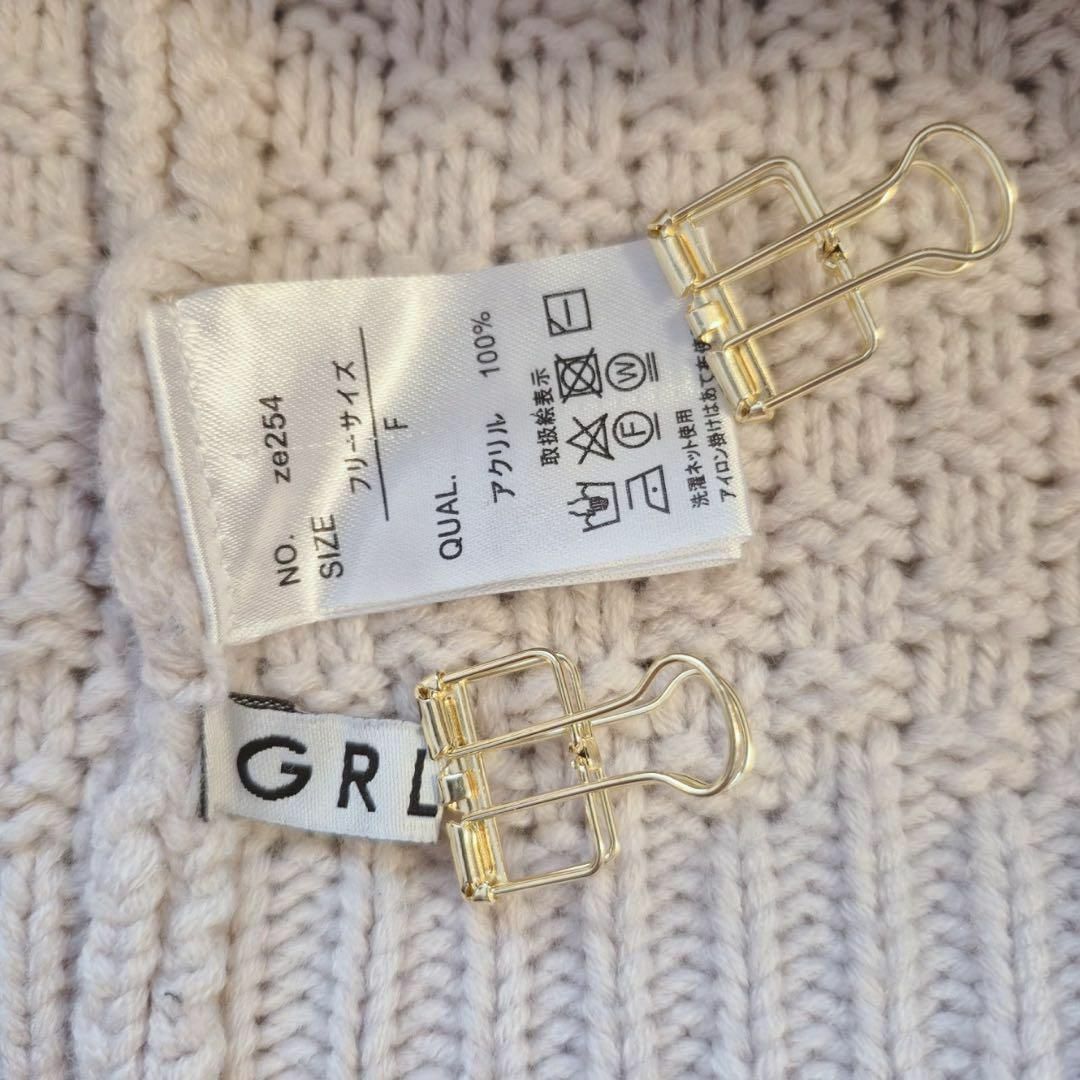 NO. ze254
SIZE フリーサイズ
F
QUAL.
アクリル 100%
取扱絵表示
F W
洗濯ネット使用
アイロン掛けはあて布使
GRL